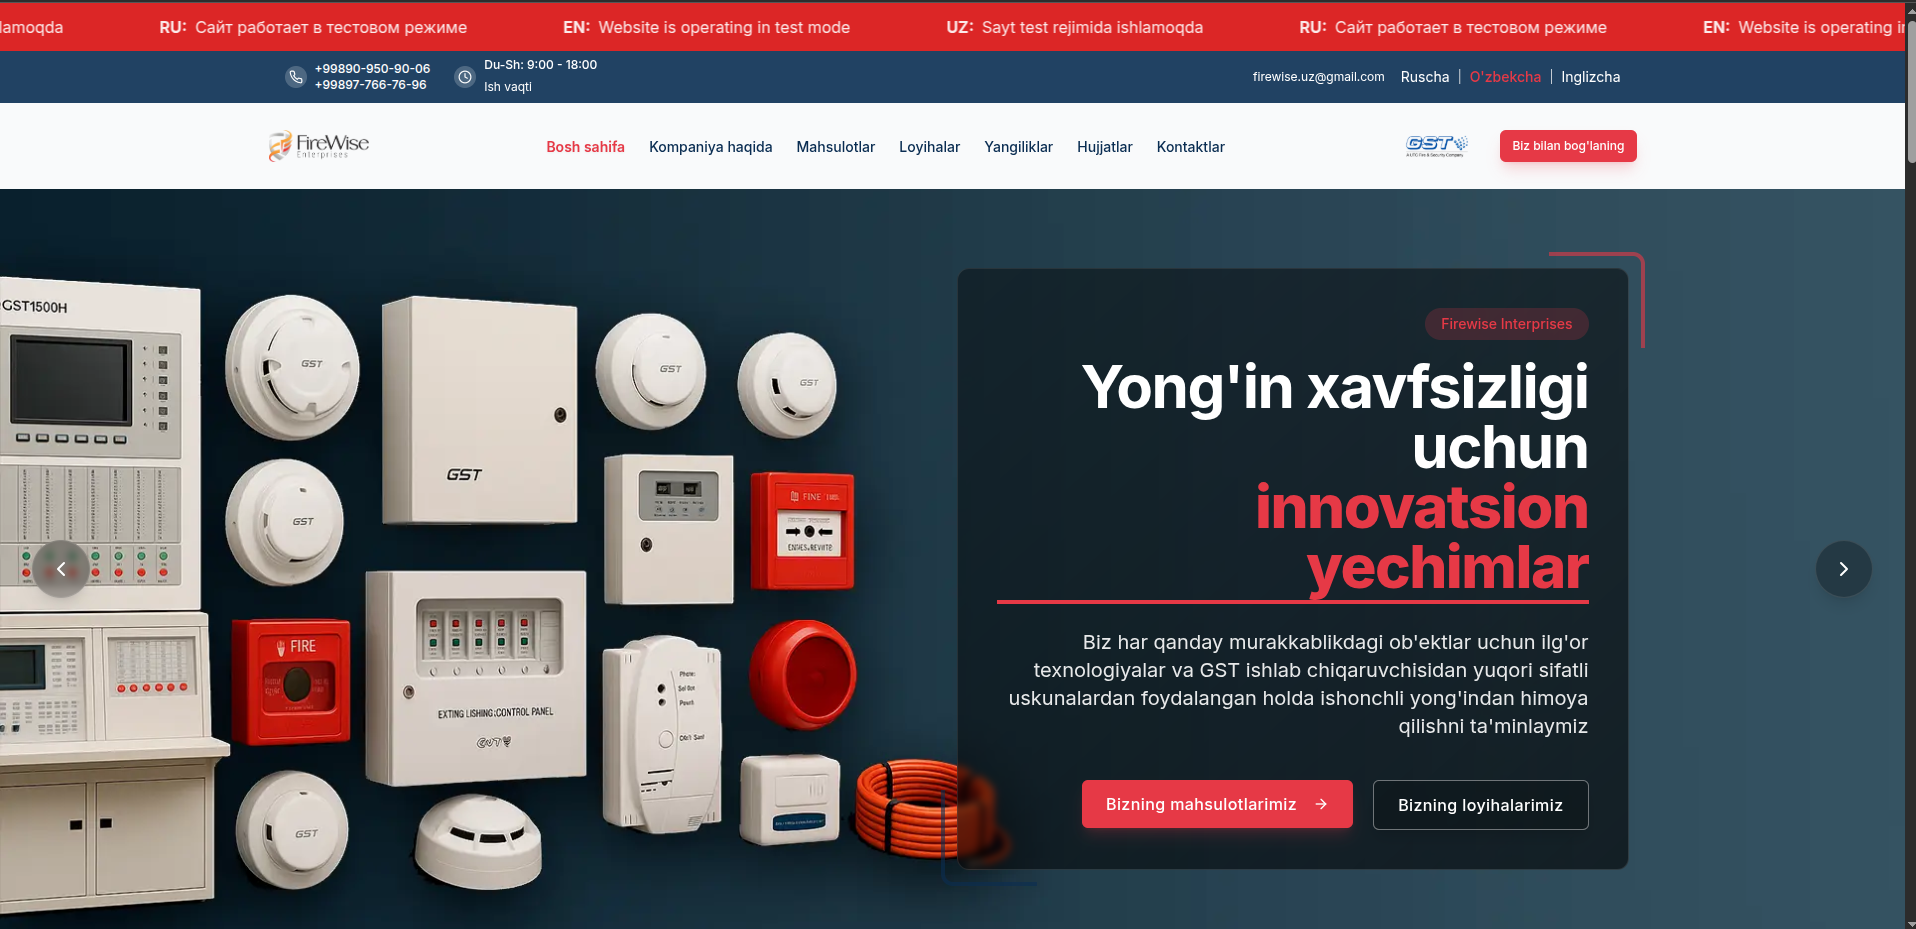 lamoqda
RU: Сайт работает в тестовом режиме
EN: Website is operating in test mode
UZ: Sayt test rejimida ishlamoqda
RU: Сайт работает в тестовом режиме
EN: Website is operating in
+99890-950-90-06
+99897-766-76-96
Du-Sh: 9:00 - 18:00
Ish vaqti
firewise.uz@gmail.com
Ruscha | O'zbekcha | Inglizcha
FireWise
Enterprises
Bosh sahifa
Kompaniya haqida
Mahsulotlar
Loyihalar
Yangiliklar
Hujjatlar
Kontaktlar
GST
A UTC Fire & Security Company
Biz bilan bog'laning
GST1500H
GST
GST
GST
GST
GST
FIRE
EXTING LISHING:CONTROL PANEL
GST
Firewise Interprises
Yong'in xavfsizligi
uchun
innovatsion
yechimlar
Biz har qanday murakkablikdagi ob'ektlar uchun ilg'or
texnologiyalar va GST ishlab chiqaruvchisidan yuqori sifatli
uskunalardan foydalangan holda ishonchli yong'indan himoya
qilishni ta'minlaymiz
Bizning mahsulotlarimiz →
Bizning loyihalarimiz